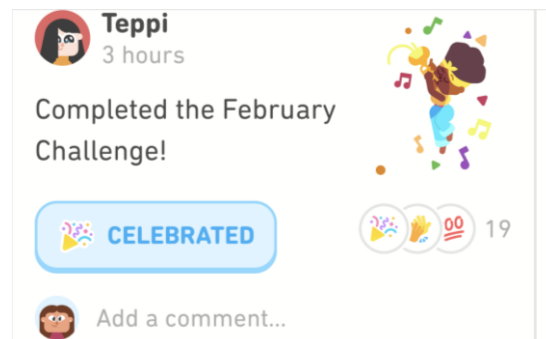 Teppi
3 hours
Completed the February
Challenge!
CELEBRATED
19
Add a comment...